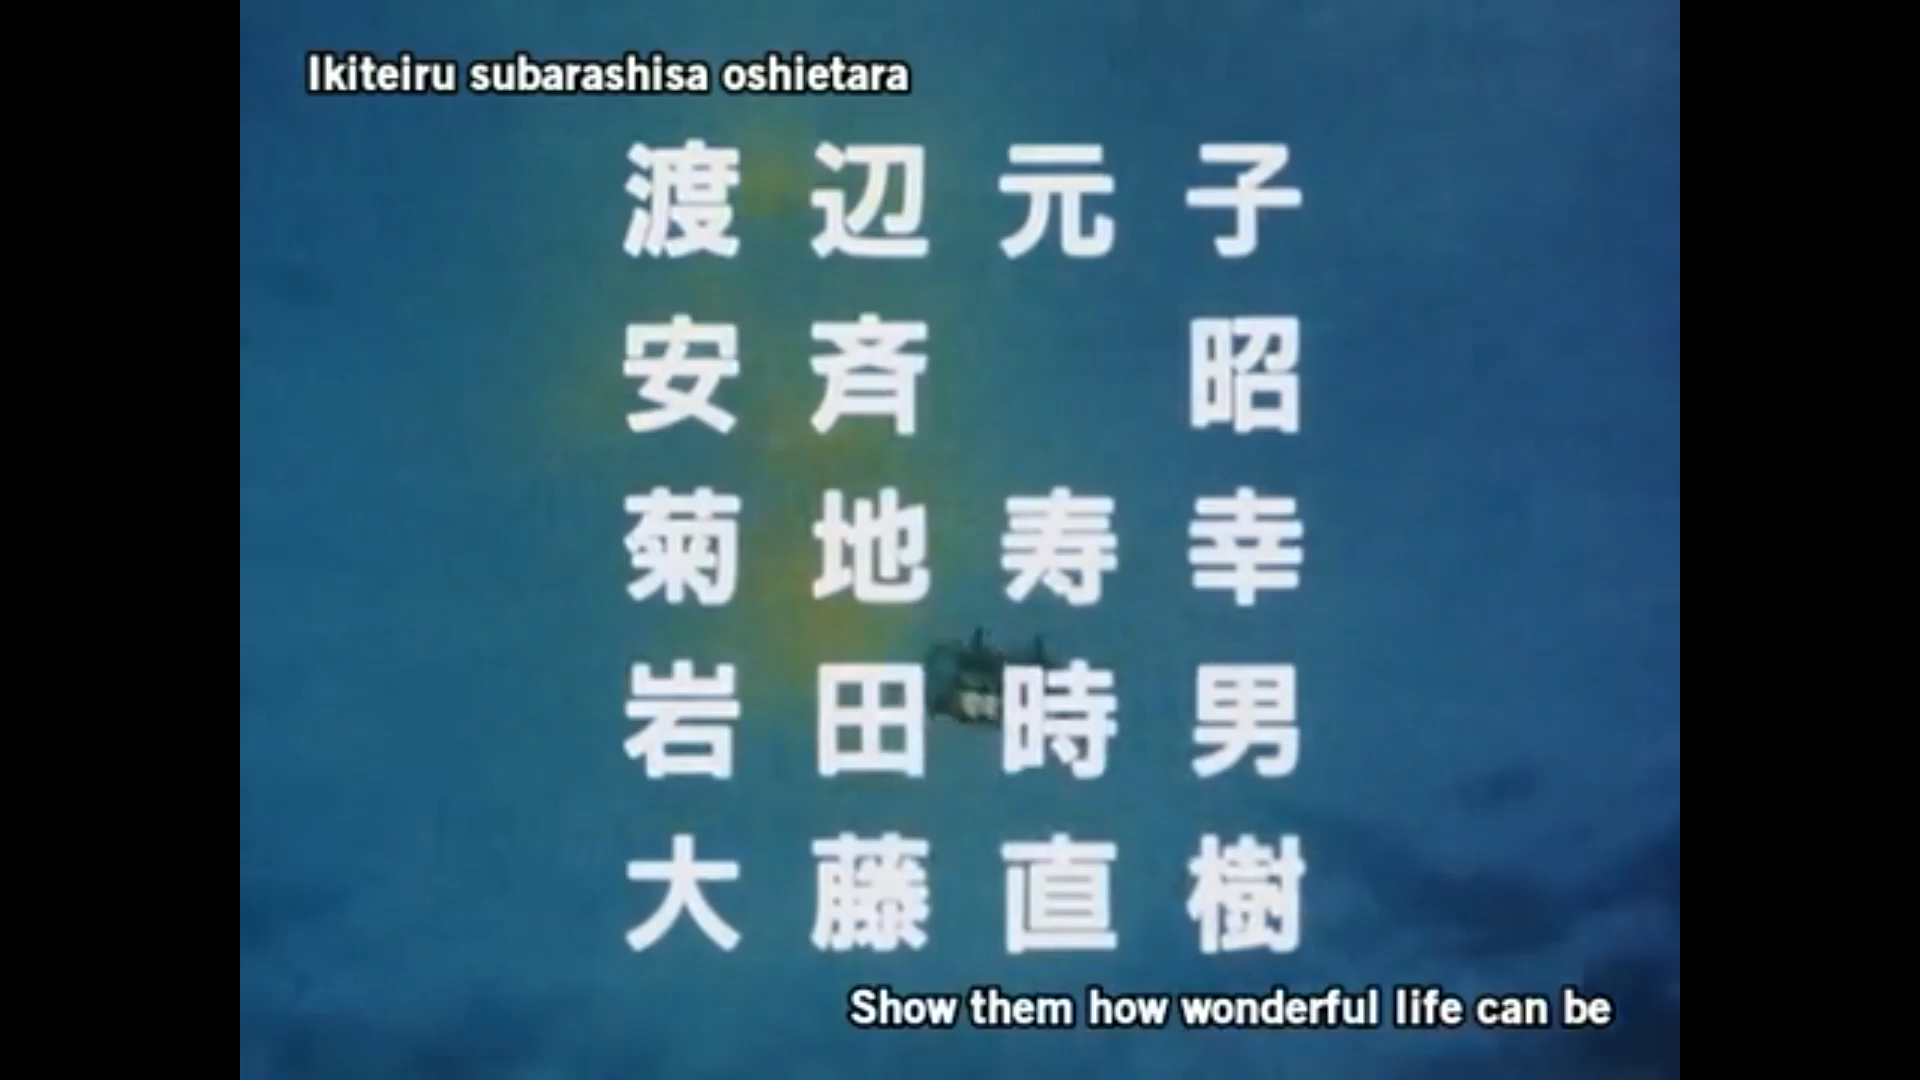 Ikiteiru subarashisa oshietara
渡辺元子
安斉 昭
菊地寿幸
岩田時男
大藤直樹
Show them how wonderful life can be